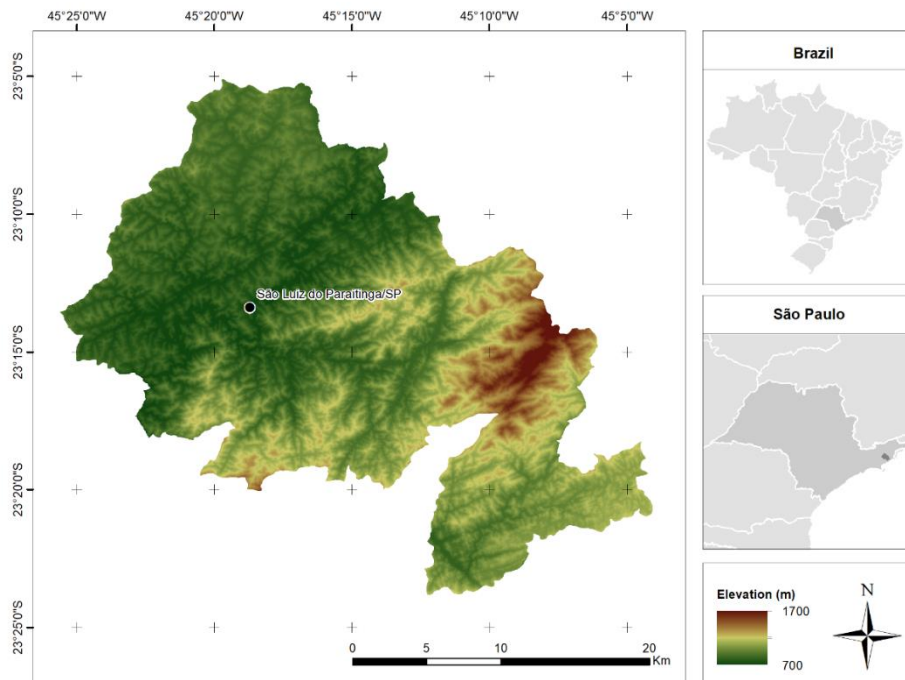 45°25'0"W 45°20'0"W 45°15'0"W 45°10'0"W 45°5'0"W
23°5'0"S
23°10'0"S
23°15'0"S
23°20'0"S
23°25'0"S
São Luiz do Paraitinga/SP
0 5 10 20
Km
Brazil
São Paulo
Elevation (m)
1700
700
N